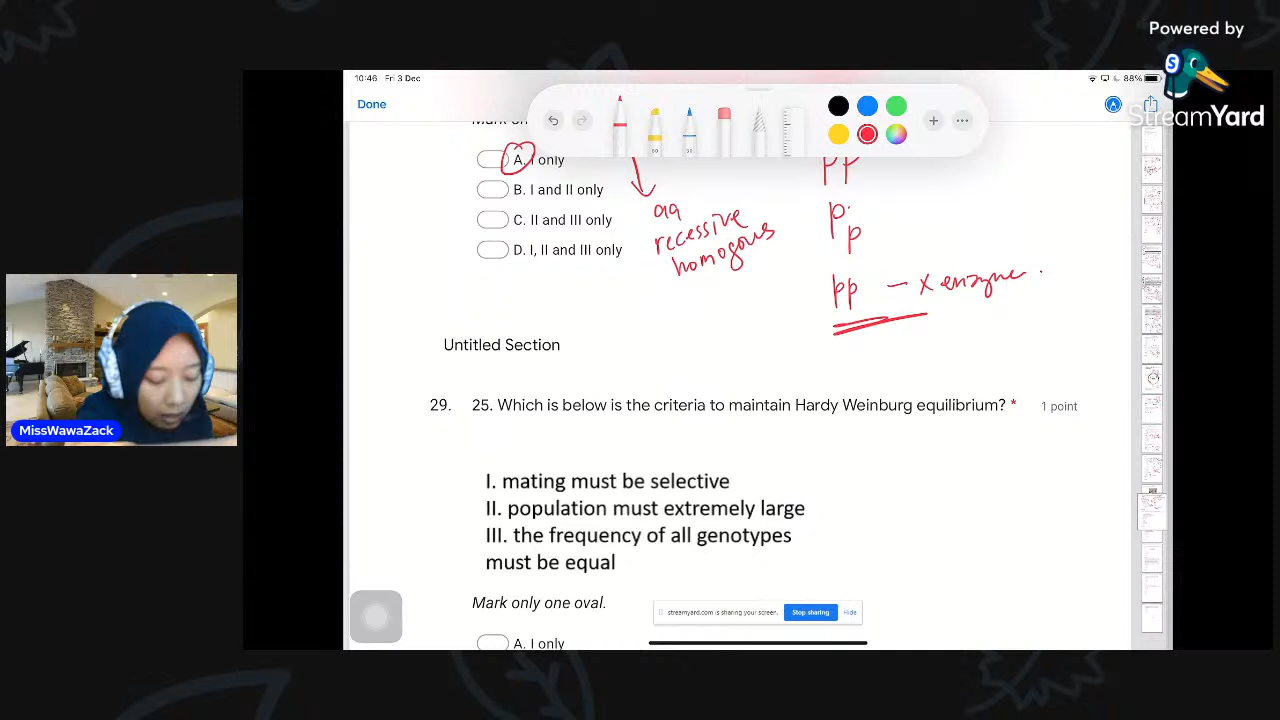 Powered by
StreamYard
10:46 Fri 3 Dec
88%
Done
A. I only
B. I and II only
C. II and III only
D. I, II and III only
aa
recessive
homogous
pp
p
p
pp — x enzyme
Untitled Section
29. 25. Which is below is the criteria to maintain Hardy Weinburg equilibrium? * 1 point
I. mating must be selective
II. population must extremely large
III. the frequency of all genotypes
must be equal
Mark only one oval.
streamyard.com is sharing your screen. Stop sharing Hide
A. I only
MissWawaZack